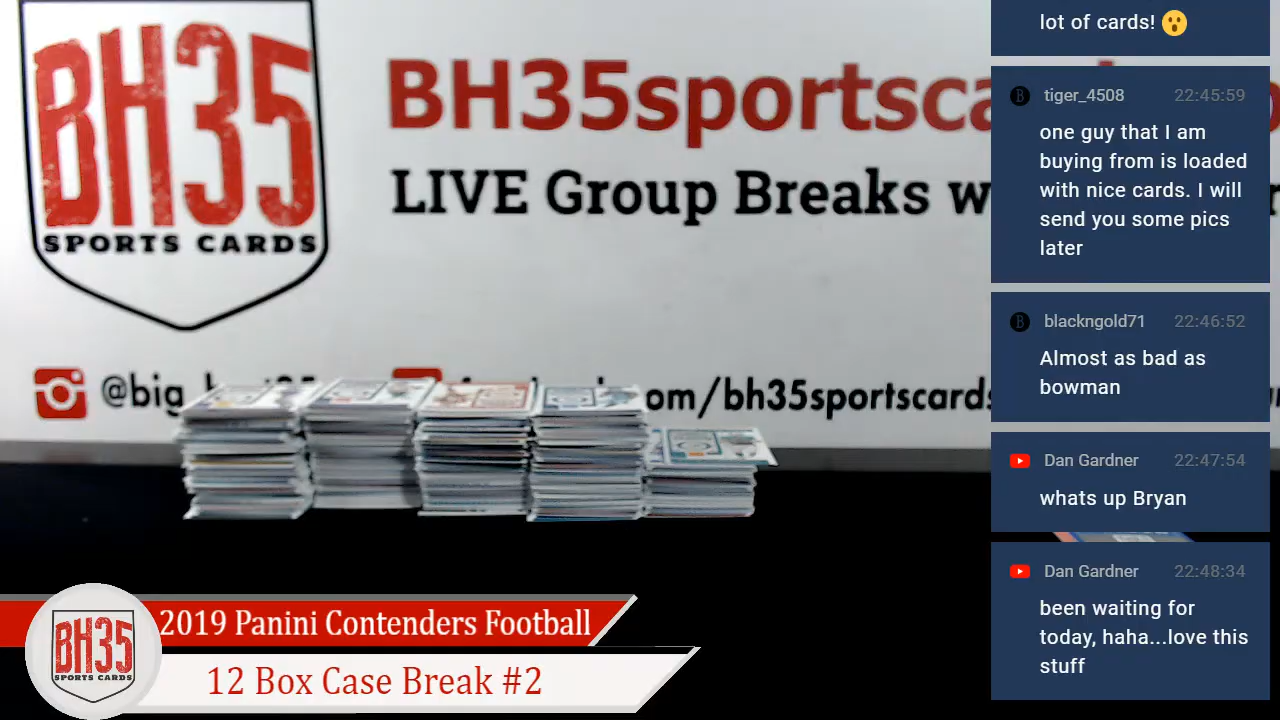 BH35
SPORTS CARDS
BH35sportsca
LIVE Group Breaks w
@big
om/bh35sportscards
lot of cards! 😮
tiger_4508 22:45:59
one guy that I am
buying from is loaded
with nice cards. I will
send you some pics
later
blackngold71 22:46:52
Almost as bad as
bowman
Dan Gardner 22:47:54
whats up Bryan
Dan Gardner 22:48:34
been waiting for
today, haha...love this
stuff
BH35
SPORTS CARDS
2019 Panini Contenders Football
12 Box Case Break #2